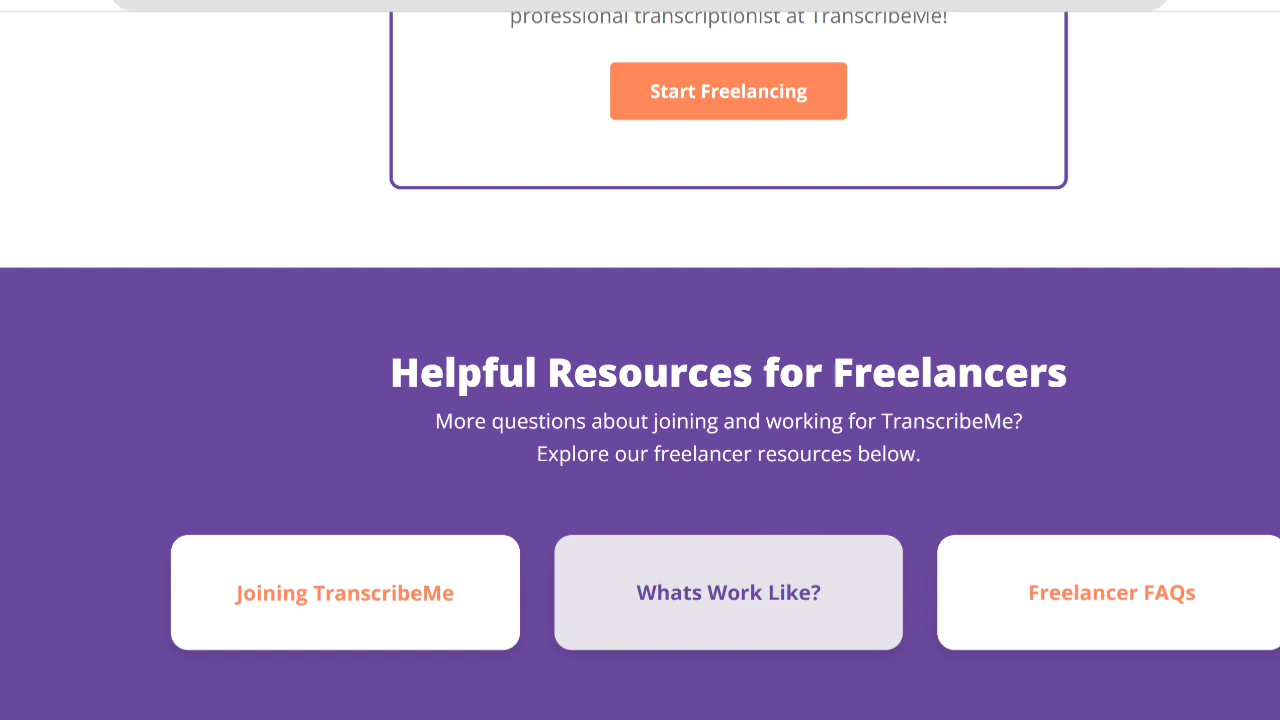 professional transcriptionist at TranscribeMe!
Start Freelancing
Helpful Resources for Freelancers
More questions about joining and working for TranscribeMe?
Explore our freelancer resources below.
Joining TranscribeMe
Whats Work Like?
Freelancer FAQs